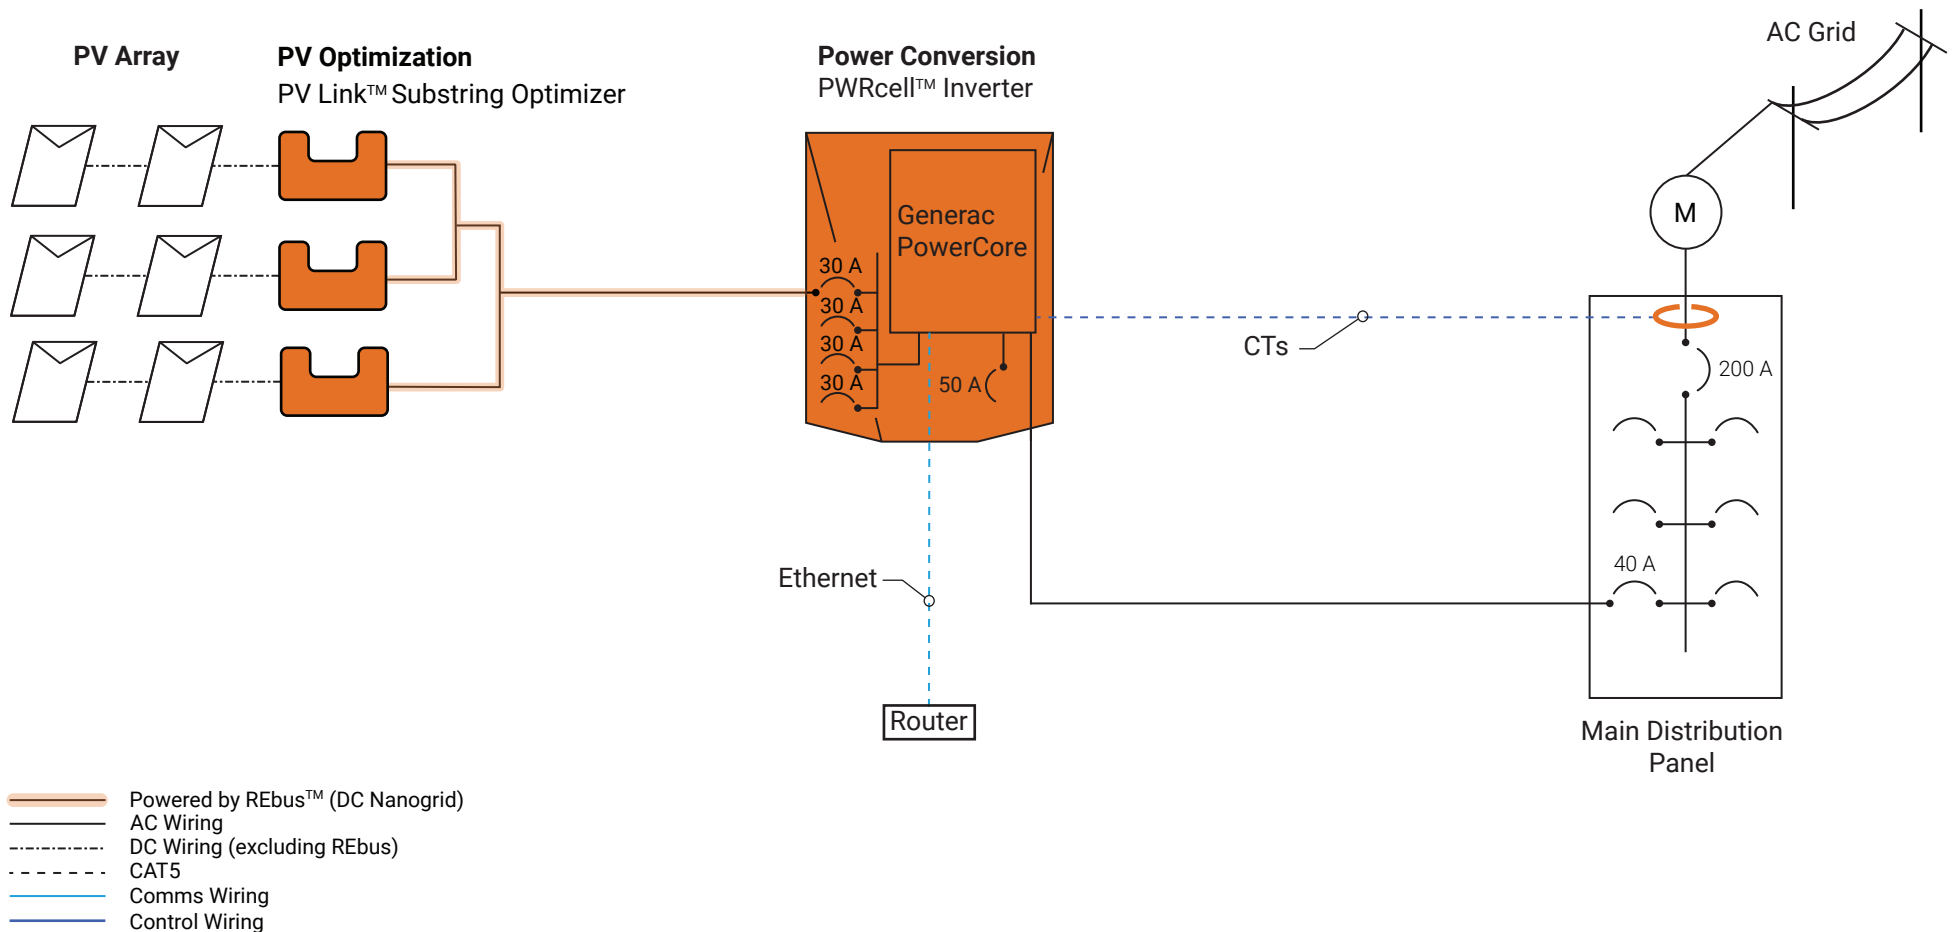 PV Array
PV Optimization
PV Link™ Substring Optimizer
Power Conversion
PWRcell™ Inverter
AC Grid
M
Generac
PowerCore
30 A
30 A
30 A
30 A
50 A
CTs
200 A
40 A
Ethernet
Router
Main Distribution
Panel
Powered by REbus™ (DC Nanogrid)
AC Wiring
DC Wiring (excluding REbus)
CAT5
Comms Wiring
Control Wiring